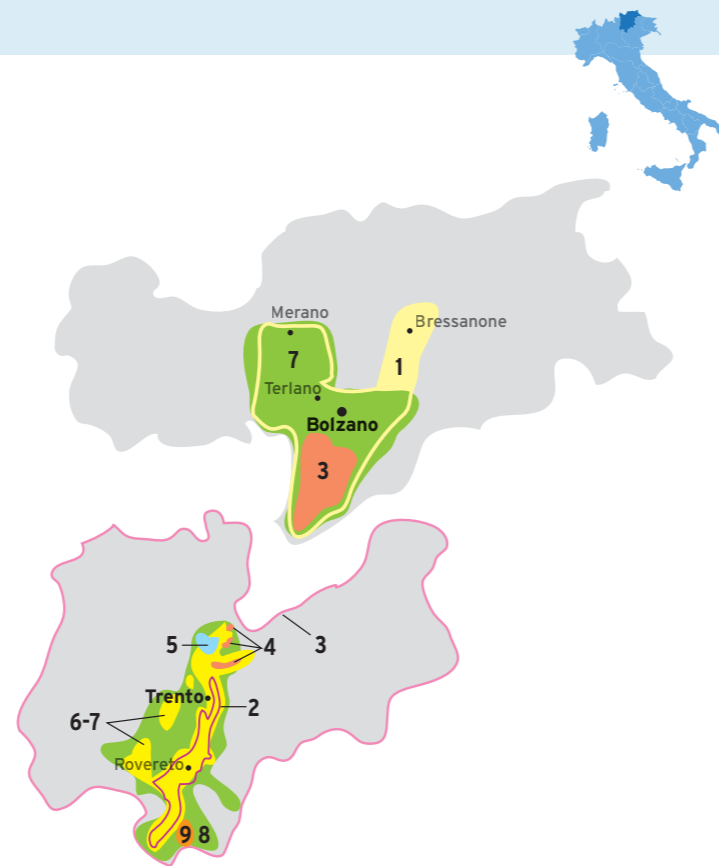 Merano
Bressanone
7
1
Terlano
Bolzano
3
5
4
3
Trento
2
6-7
Rovereto
9 8